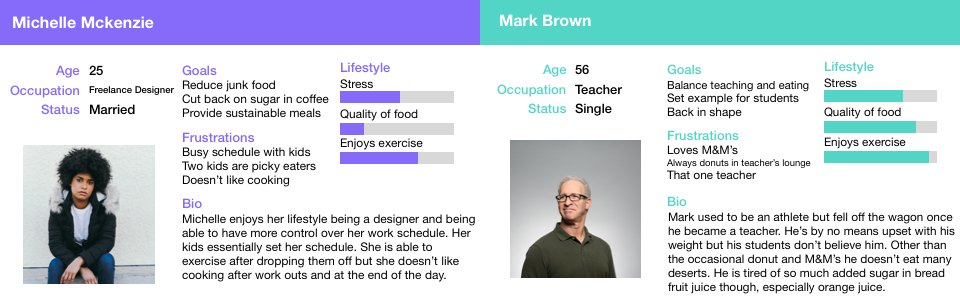 Michelle Mckenzie
Age 25
Occupation Freelance Designer
Status Married
Goals
Reduce junk food
Cut back on sugar in coffee
Provide sustainable meals
Frustrations
Busy schedule with kids
Two kids are picky eaters
Doesn't like cooking
Lifestyle
Stress
Quality of food
Enjoys exercise
Bio
Michelle enjoys her lifestyle being a designer and being
able to have more control over her work schedule. Her
kids essentially set her schedule. She is able to
exercise after dropping them off but she doesn't like
cooking after work outs and at the end of the day.
Mark Brown
Age 56
Occupation Teacher
Status Single
Goals
Balance teaching and eating
Set example for students
Back in shape
Frustrations
Loves M&M's
Always donuts in teacher's lounge
That one teacher
Lifestyle
Stress
Quality of food
Enjoys exercise
Bio
Mark used to be an athlete but fell off the wagon once
he became a teacher. He's by no means upset with his
weight but his students don't believe him. Other than
the occasional donut and M&M's he doesn't eat many
deserts. He is tired of so much added sugar in bread
fruit juice though, especially orange juice.